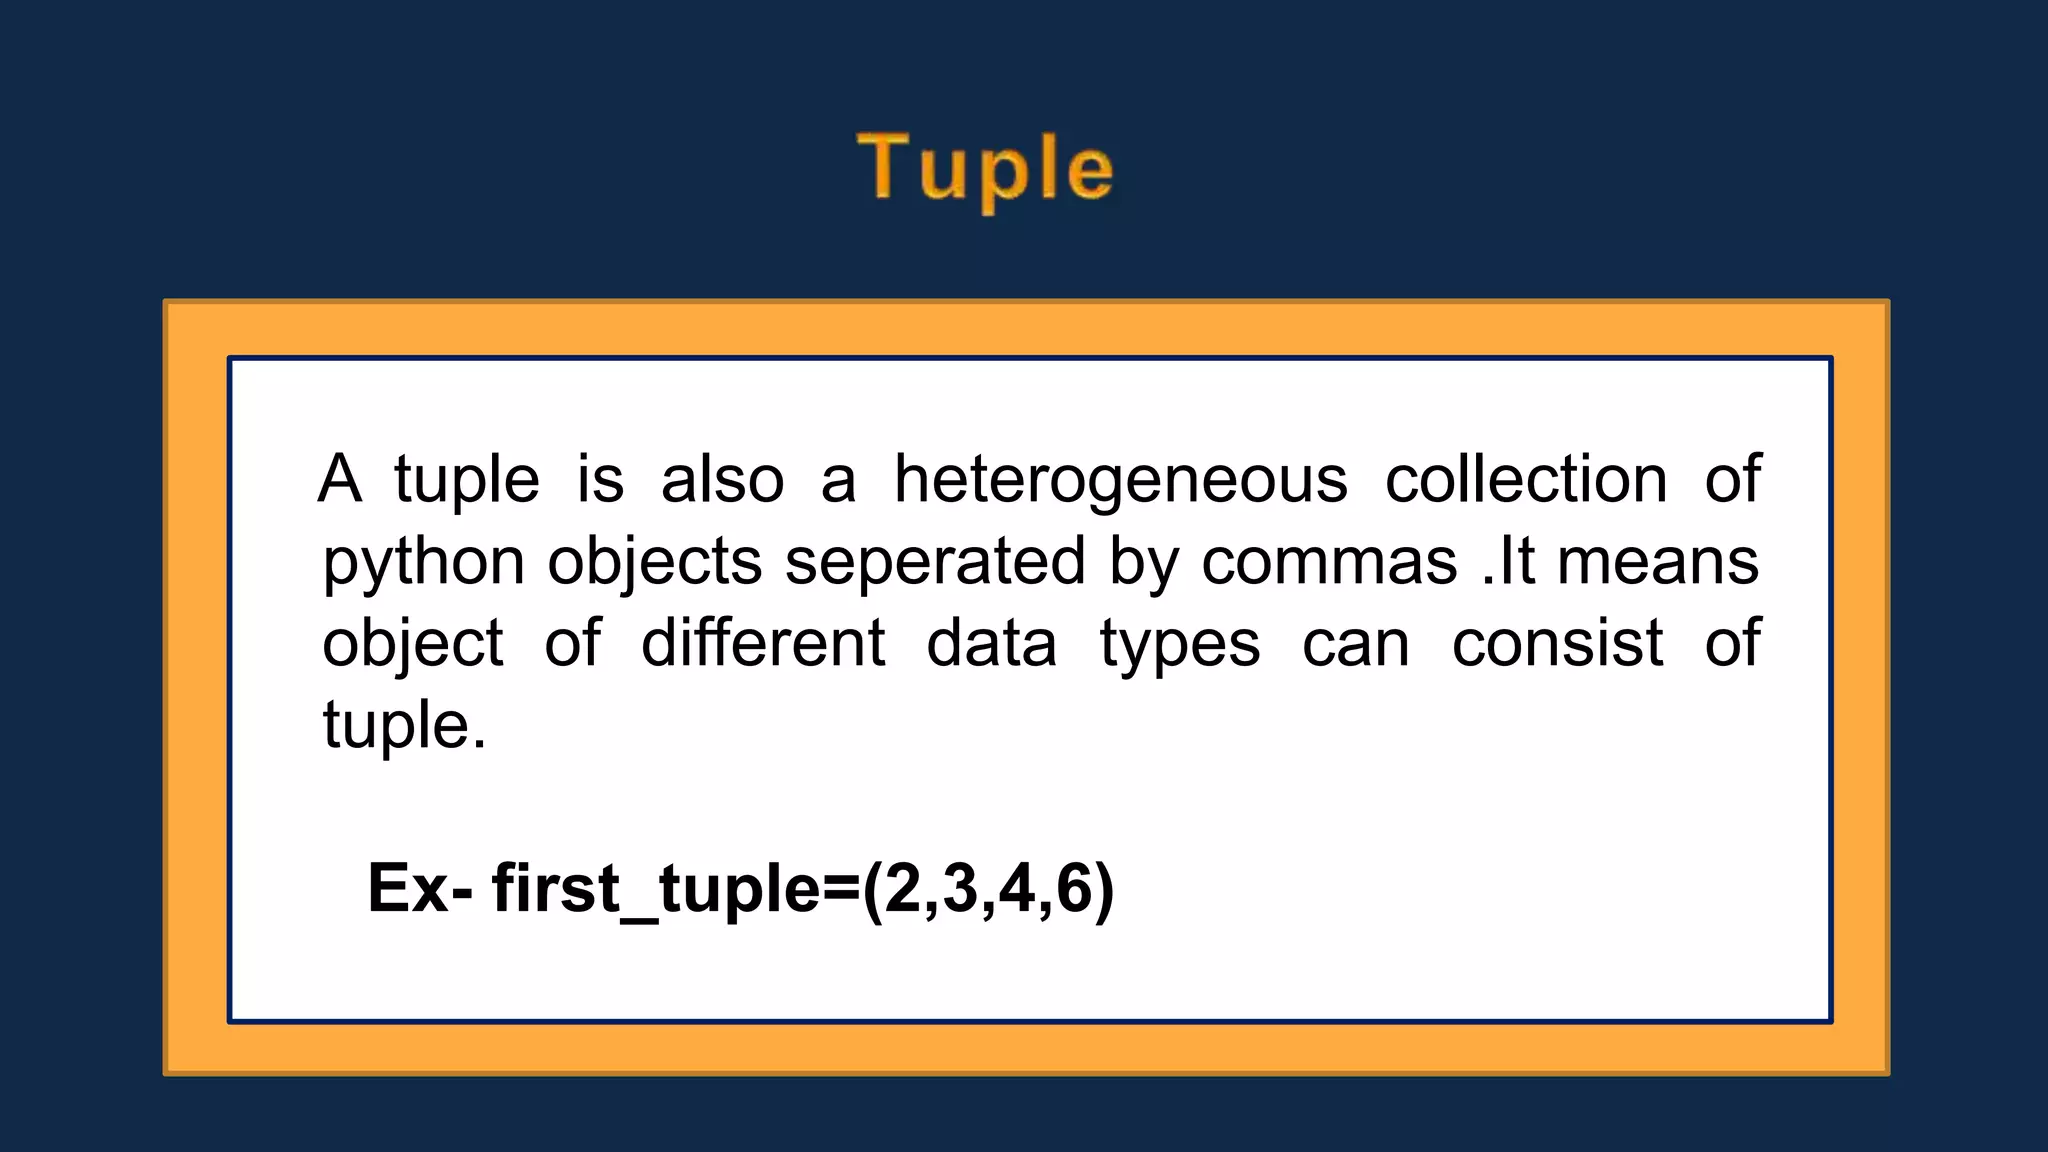 Tuple
A tuple is also a heterogeneous collection of
python objects seperated by commas .It means
object of different data types can consist of
tuple.
Ex- first_tuple=(2,3,4,6)